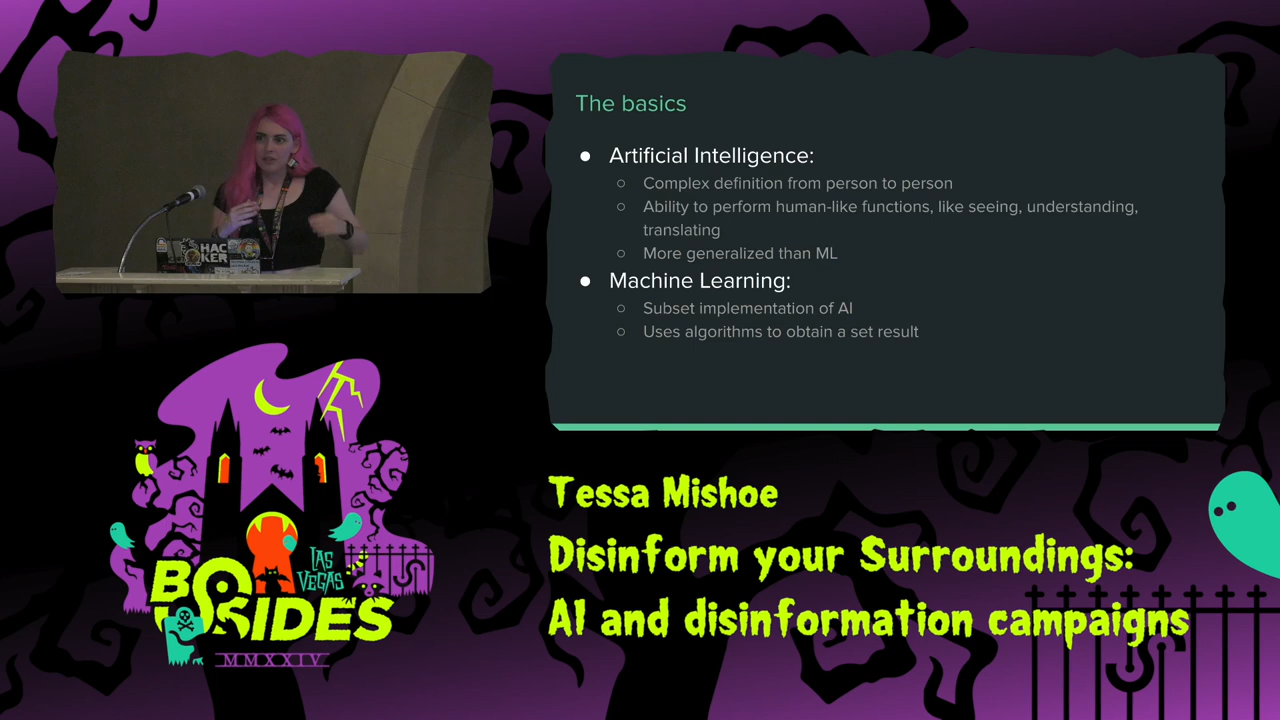 The basics
● Artificial Intelligence:
○ Complex definition from person to person
○ Ability to perform human-like functions, like seeing, understanding,
translating
○ More generalized than ML
● Machine Learning:
○ Subset implementation of AI
○ Uses algorithms to obtain a set result
HAC
KER
Tessa Mishoe
Disinform your Surroundings:
AI and disinformation campaigns
LAS
VEGAS
BSIDES
MMXXIV